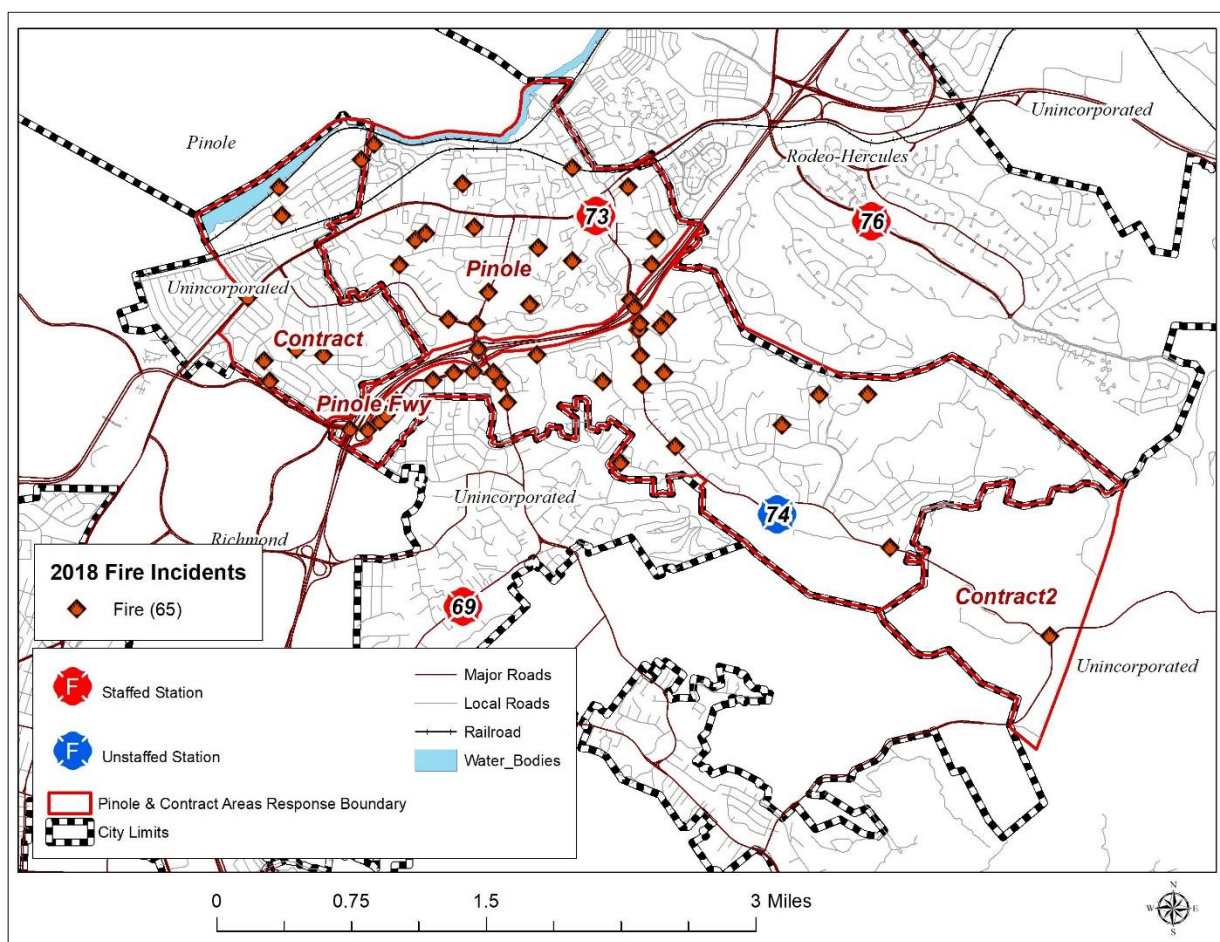 Pinole
Unincorporated
Rodeo-Hercules
73
76
Pinole
Unincorporated
Contract
Pinole Fwy
Unincorporated
74
Richmond
2018 Fire Incidents
Fire (65)
69
Contract2
Unincorporated
F
Staffed Station
F
Unstaffed Station
Pinole & Contract Areas Response Boundary
City Limits
Major Roads
Local Roads
Railroad
Water_Bodies
0 0.75 1.5 3 Miles
N
W E
S